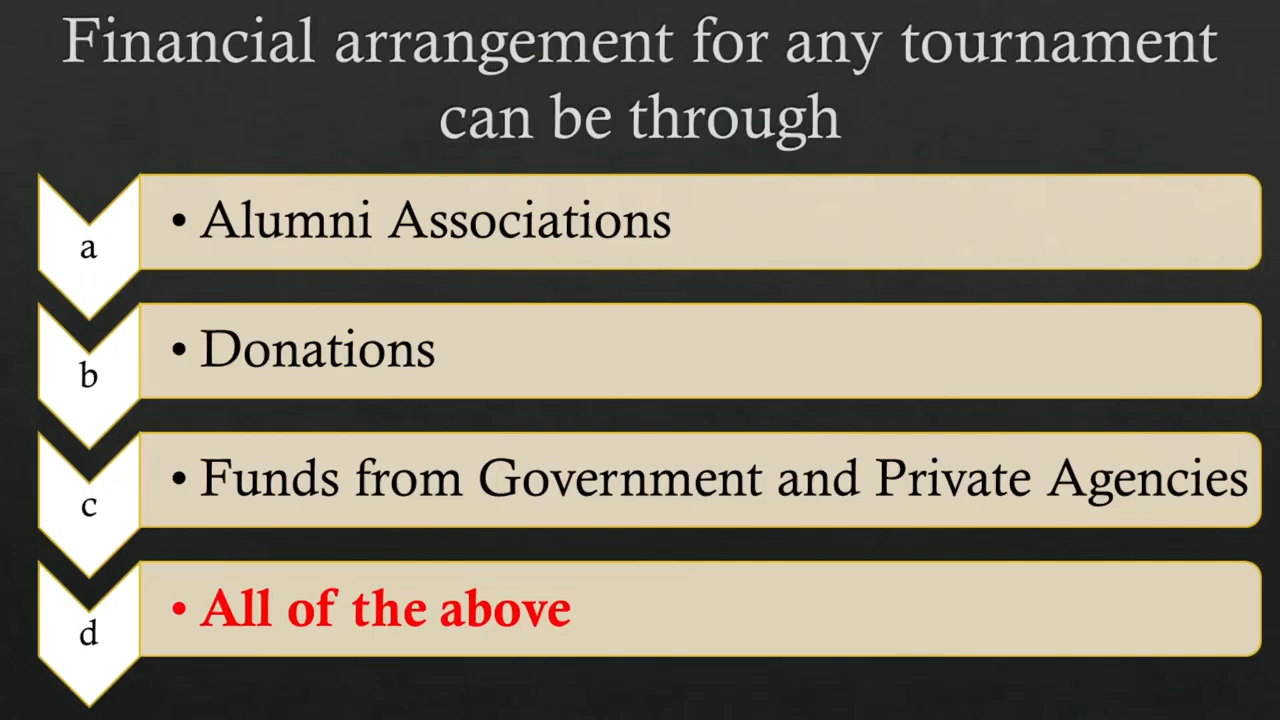 Financial arrangement for any tournament
can be through
a
• Alumni Associations
b
• Donations
c
• Funds from Government and Private Agencies
d
• All of the above